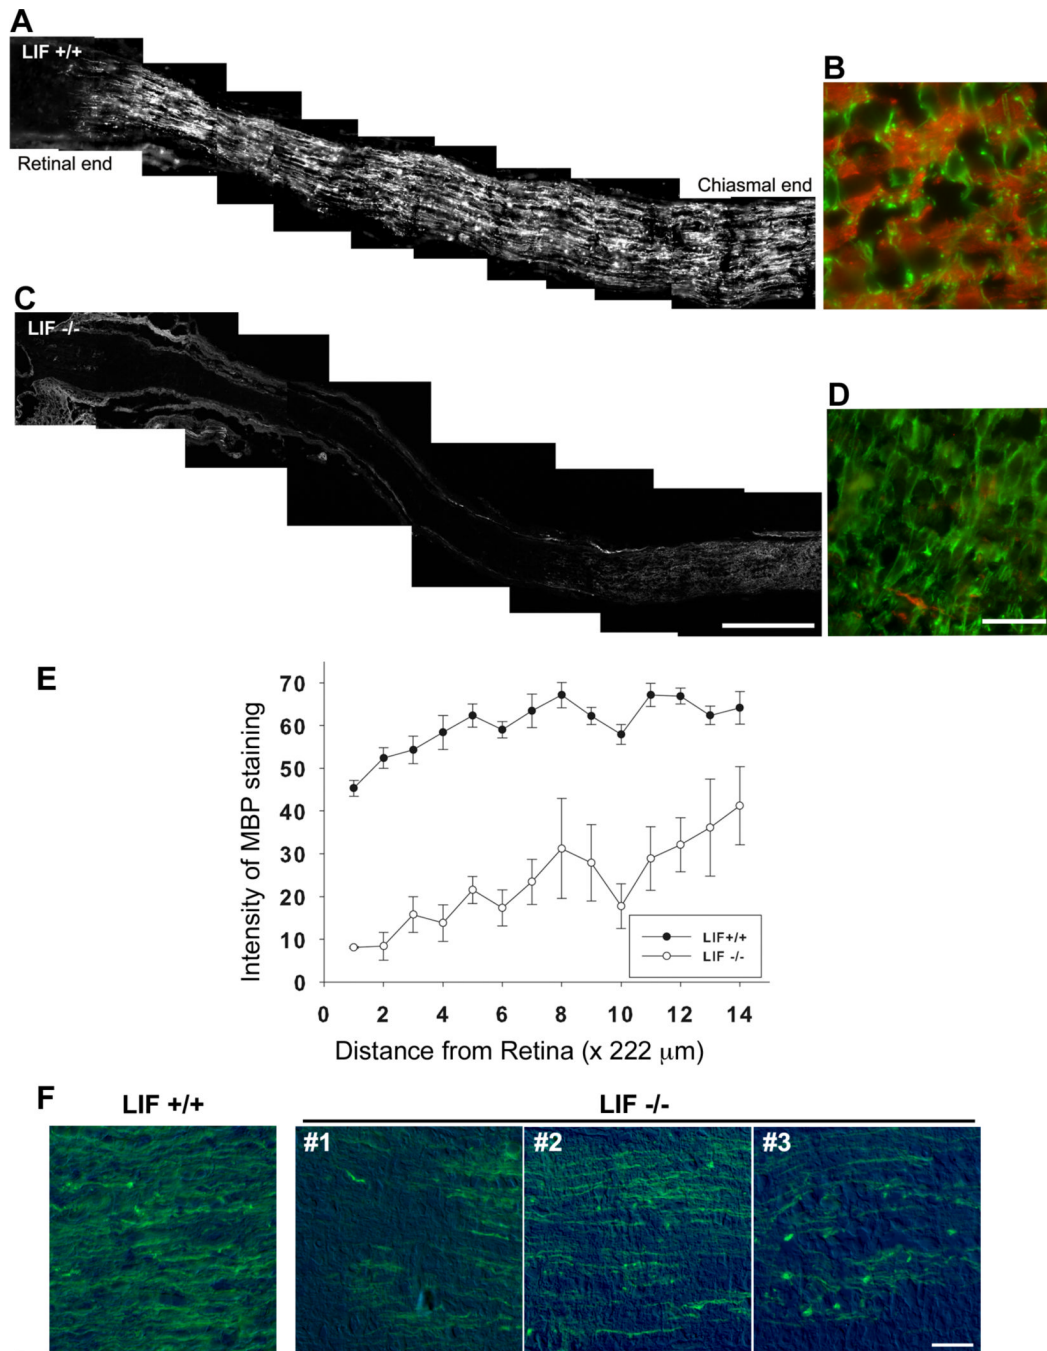 A
LIF +/+
Retinal end
Chiasmal end
B
C
LIF -/-
D
E
Intensity of MBP staining
70
60
50
40
30
20
10
0
0 2 4 6 8 10 12 14
Distance from Retina (x 222 μm)
LIF+/+
LIF -/-
F
LIF +/+
LIF -/-
#1
#2
#3